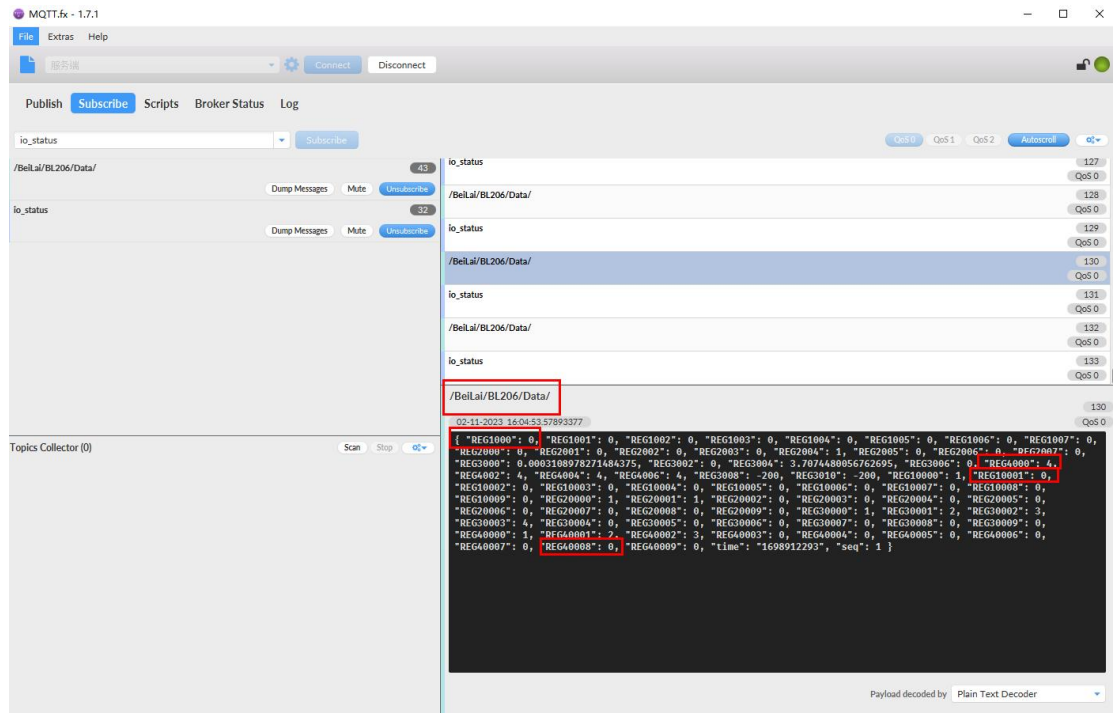 MQTT.fx - 1.7.1
File Extras Help
服务端 Connect Disconnect
Publish Subscribe Scripts Broker Status Log
io_status Subscribe QoS 0 QoS 1 QoS 2 Autoscroll
/BeiLai/BL206/Data/ 43
Dump Messages Mute Unsubscribe
io_status 32
Dump Messages Mute Unsubscribe
io_status 127
QoS 0
/BeiLai/BL206/Data/ 128
QoS 0
io_status 129
QoS 0
/BeiLai/BL206/Data/ 130
QoS 0
io_status 131
QoS 0
/BeiLai/BL206/Data/ 132
QoS 0
io_status 133
QoS 0
/BeiLai/BL206/Data/ 130
02-11-2023 16:04:53.57893377 QoS 0
Topics Collector (0) Scan Stop
{ "REG1000": 0, "REG1001": 0, "REG1002": 0, "REG1003": 0, "REG1004": 0, "REG1005": 0, "REG1006": 0, "REG1007": 0,
"REG2000": 0, "REG2001": 0, "REG2002": 0, "REG2003": 0, "REG2004": 1, "REG2005": 0, "REG2006": 0, "REG2007": 0,
"REG3000": 0.0003108978271484375, "REG3002": 0, "REG3004": 3.7074480056762695, "REG3006": 0, "REG4000": 4,
"REG4002": 4, "REG4004": 4, "REG4006": 4, "REG3008": -200, "REG3010": -200, "REG10000": 1, "REG10001": 0,
"REG10002": 0, "REG10003": 0, "REG10004": 0, "REG10005": 0, "REG10006": 0, "REG10007": 0, "REG10008": 0,
"REG10009": 0, "REG20000": 1, "REG20001": 1, "REG20002": 0, "REG20003": 0, "REG20004": 0, "REG20005": 0,
"REG20006": 0, "REG20007": 0, "REG20008": 0, "REG20009": 0, "REG30000": 1, "REG30001": 2, "REG30002": 3,
"REG30003": 4, "REG30004": 0, "REG30005": 0, "REG30006": 0, "REG30007": 0, "REG30008": 0, "REG30009": 0,
"REG40000": 1, "REG40001": 2, "REG40002": 3, "REG40003": 0, "REG40004": 0, "REG40005": 0, "REG40006": 0,
"REG40007": 0, "REG40008": 0, "REG40009": 0, "time": "1698912293", "seq": 1 }
Payload decoded by Plain Text Decoder